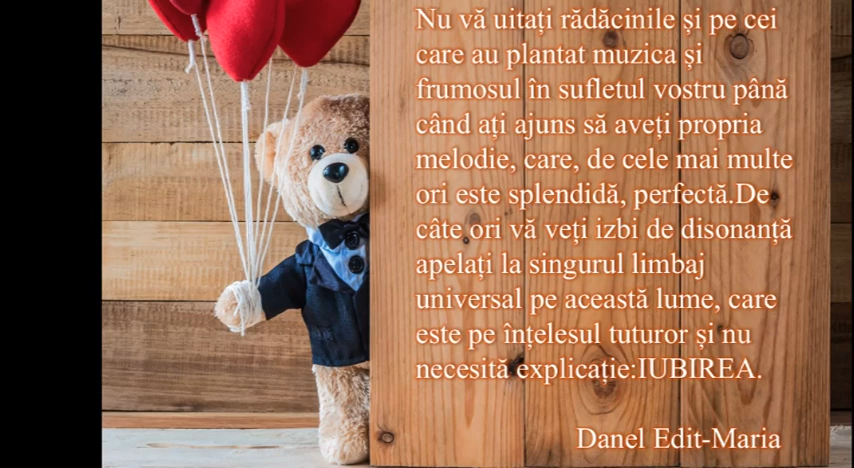 Nu vă uitați rădăcinile și pe cei
care au plantat muzica și
frumosul în sufletul vostru până
când ați ajuns să aveți propria
melodie, care, de cele mai multe
ori este splendidă, perfectă.De
câte ori vă veți izbi de disonanță
apelați la singurul limbaj
universal pe această lume, care
este pe înțelesul tuturor și nu
necesită explicație:IUBIREA.
Danel Edit-Maria